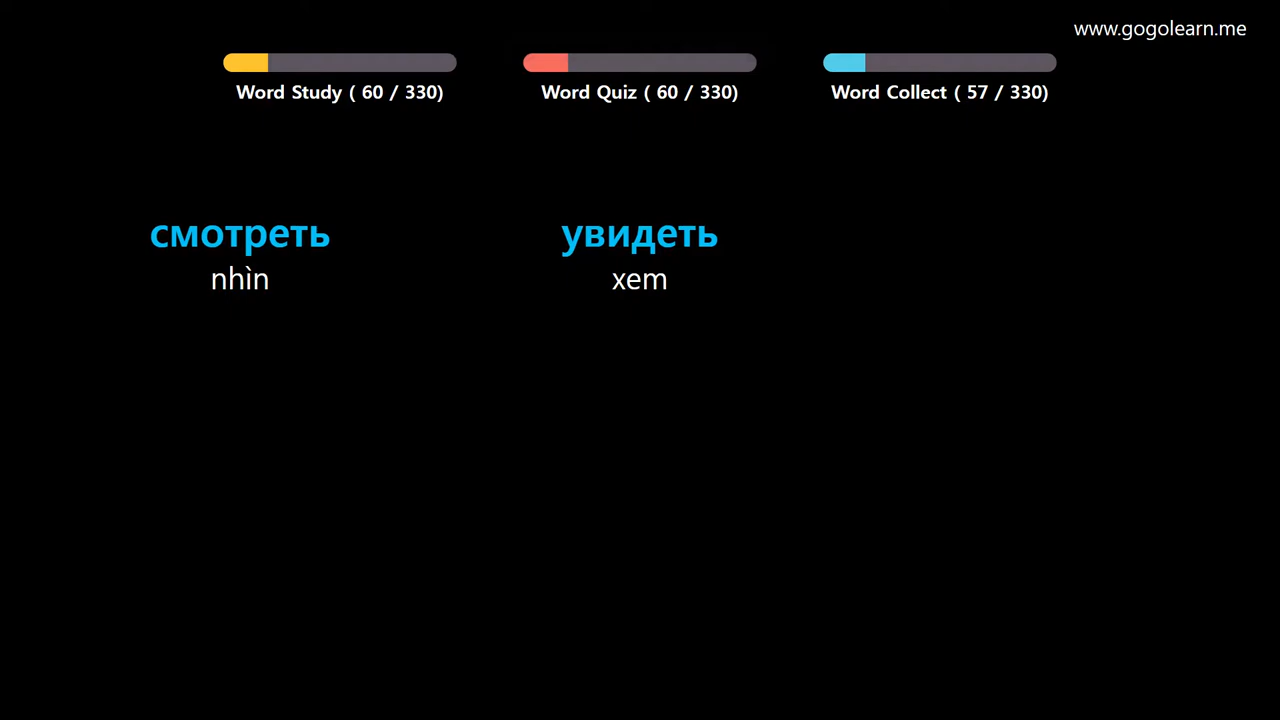 www.gogolearn.me
Word Study ( 60 / 330)
Word Quiz ( 60 / 330)
Word Collect ( 57 / 330)
смотреть
nhìn
увидеть
xem